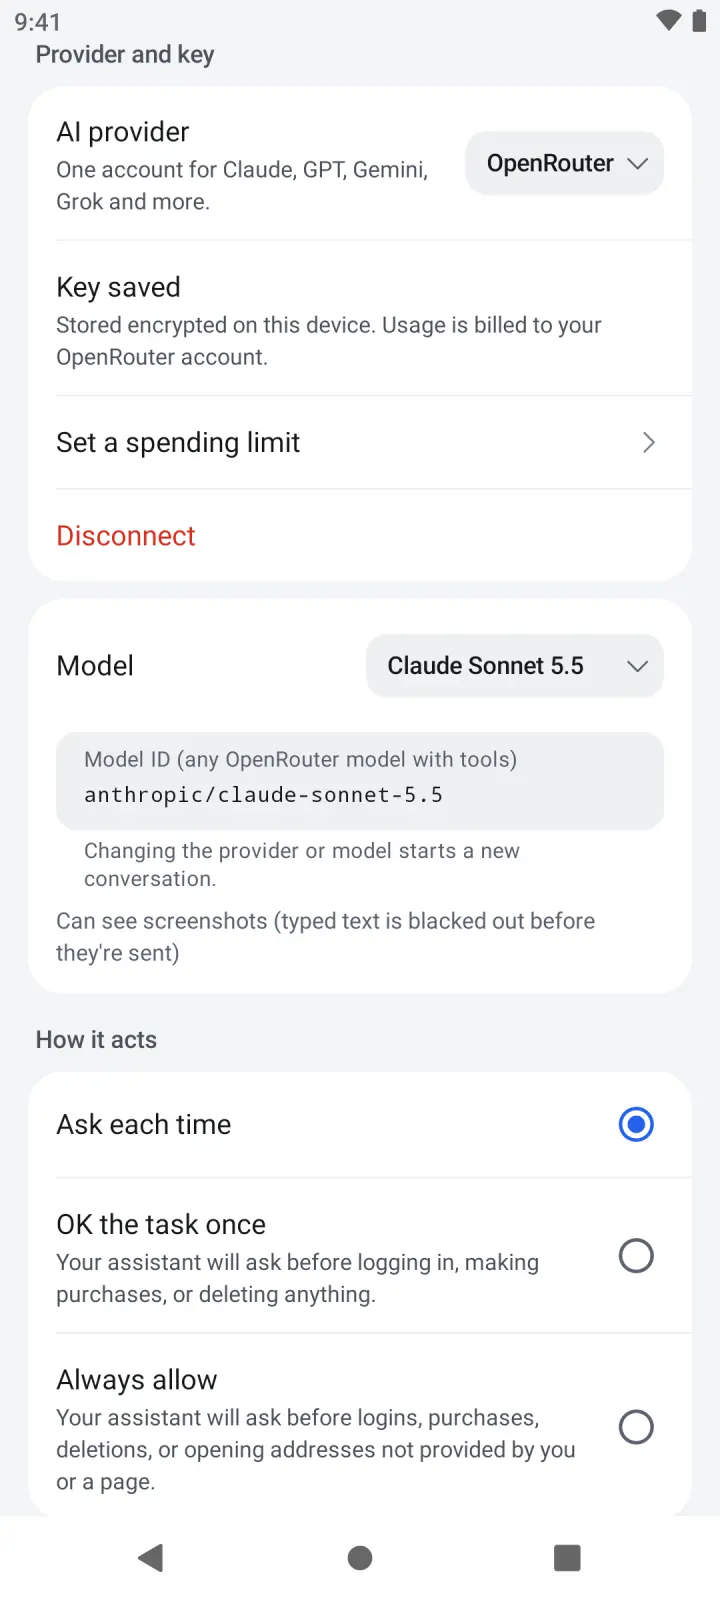 9:41
Provider and key
AI provider
One account for Claude, GPT, Gemini,
Grok and more.
OpenRouter
Key saved
Stored encrypted on this device. Usage is billed to your
OpenRouter account.
Set a spending limit
Disconnect
Model
Claude Sonnet 5.5
Model ID (any OpenRouter model with tools)
anthropic/claude-sonnet-5.5
Changing the provider or model starts a new
conversation.
Can see screenshots (typed text is blacked out before
they're sent)
How it acts
Ask each time
OK the task once
Your assistant will ask before logging in, making
purchases, or deleting anything.
Always allow
Your assistant will ask before logins, purchases,
deletions, or opening addresses not provided by you
or a page.